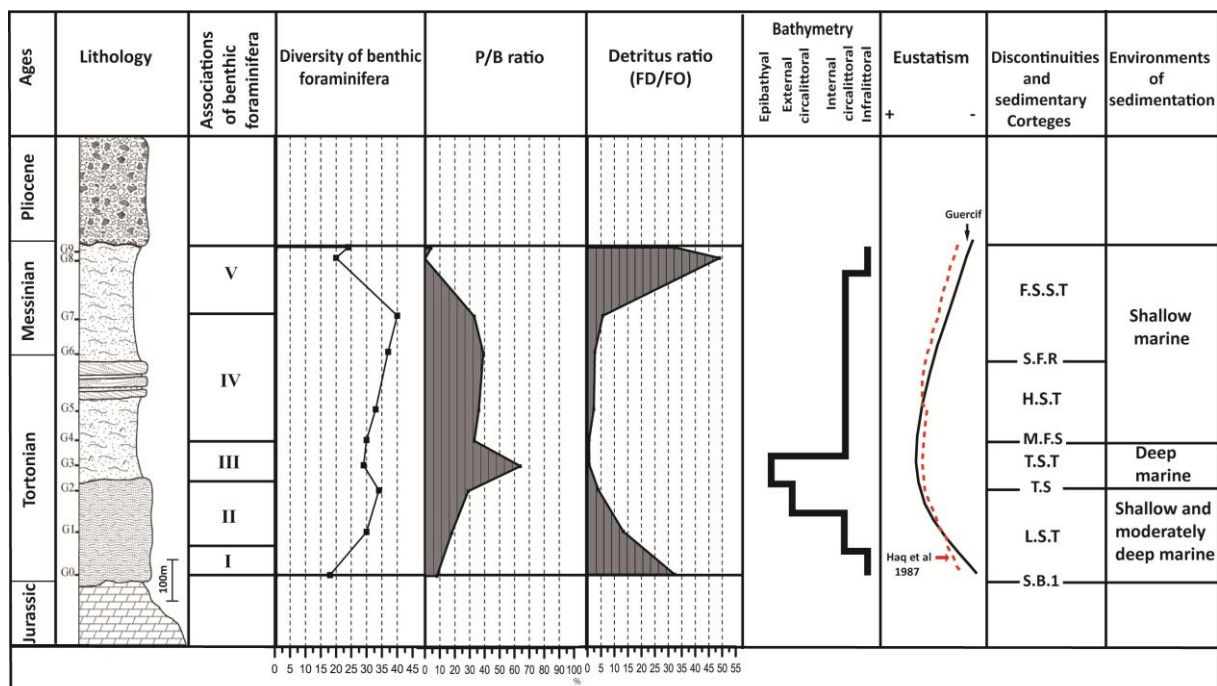 Ages
Lithology
Associations
of benthic
foraminifera
Diversity of benthic
foraminifera
P/B ratio
Detritus ratio
(FD/FO)
Bathymetry
Epibathyal
External
circalittoral
Internal
circalittoral
Infralittoral
Eustatism
+ -
Discontinuities
and
sedimentary
Corteges
Environments
of
sedimentation
Pliocene
Messinian
Tortonian
Jurassic
G9
G8
G7
G6
G5
G4
G3
G2
G1
G0
100m
V
IV
III
II
I
Guercif
Haq et al
1987
F.S.S.T
S.F.R
H.S.T
M.F.S
T.S.T
T.S
L.S.T
S.B.1
Shallow
marine
Deep
marine
Shallow and
moderately
deep marine
0 5 10 15 20 25 30 35 40 45
0 10 20 30 40 50 60 70 80 90 100
%
0 5 10 15 20 25 30 35 40 45 50 55